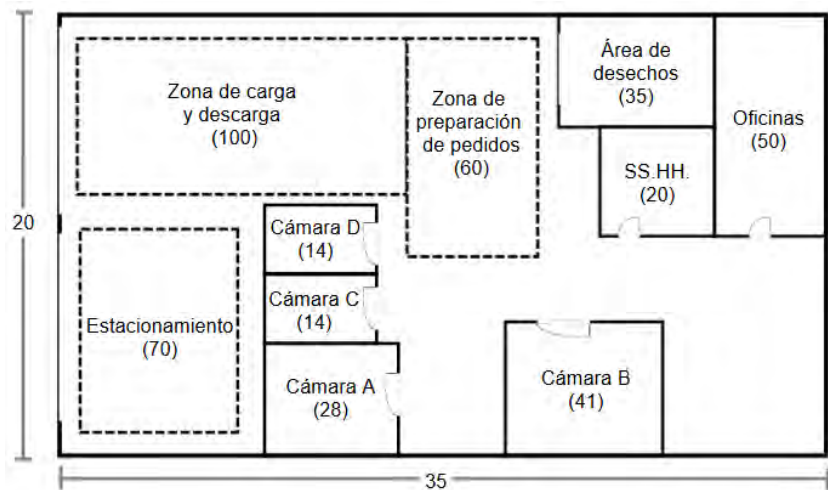 Zona de carga
y descarga
(100)
Zona de
preparación
de pedidos
(60)
Área de
desechos
(35)
Oficinas
(50)
SS.HH.
(20)
20
Cámara D
(14)
Cámara C
(14)
Estacionamiento
(70)
Cámara A
(28)
Cámara B
(41)
35